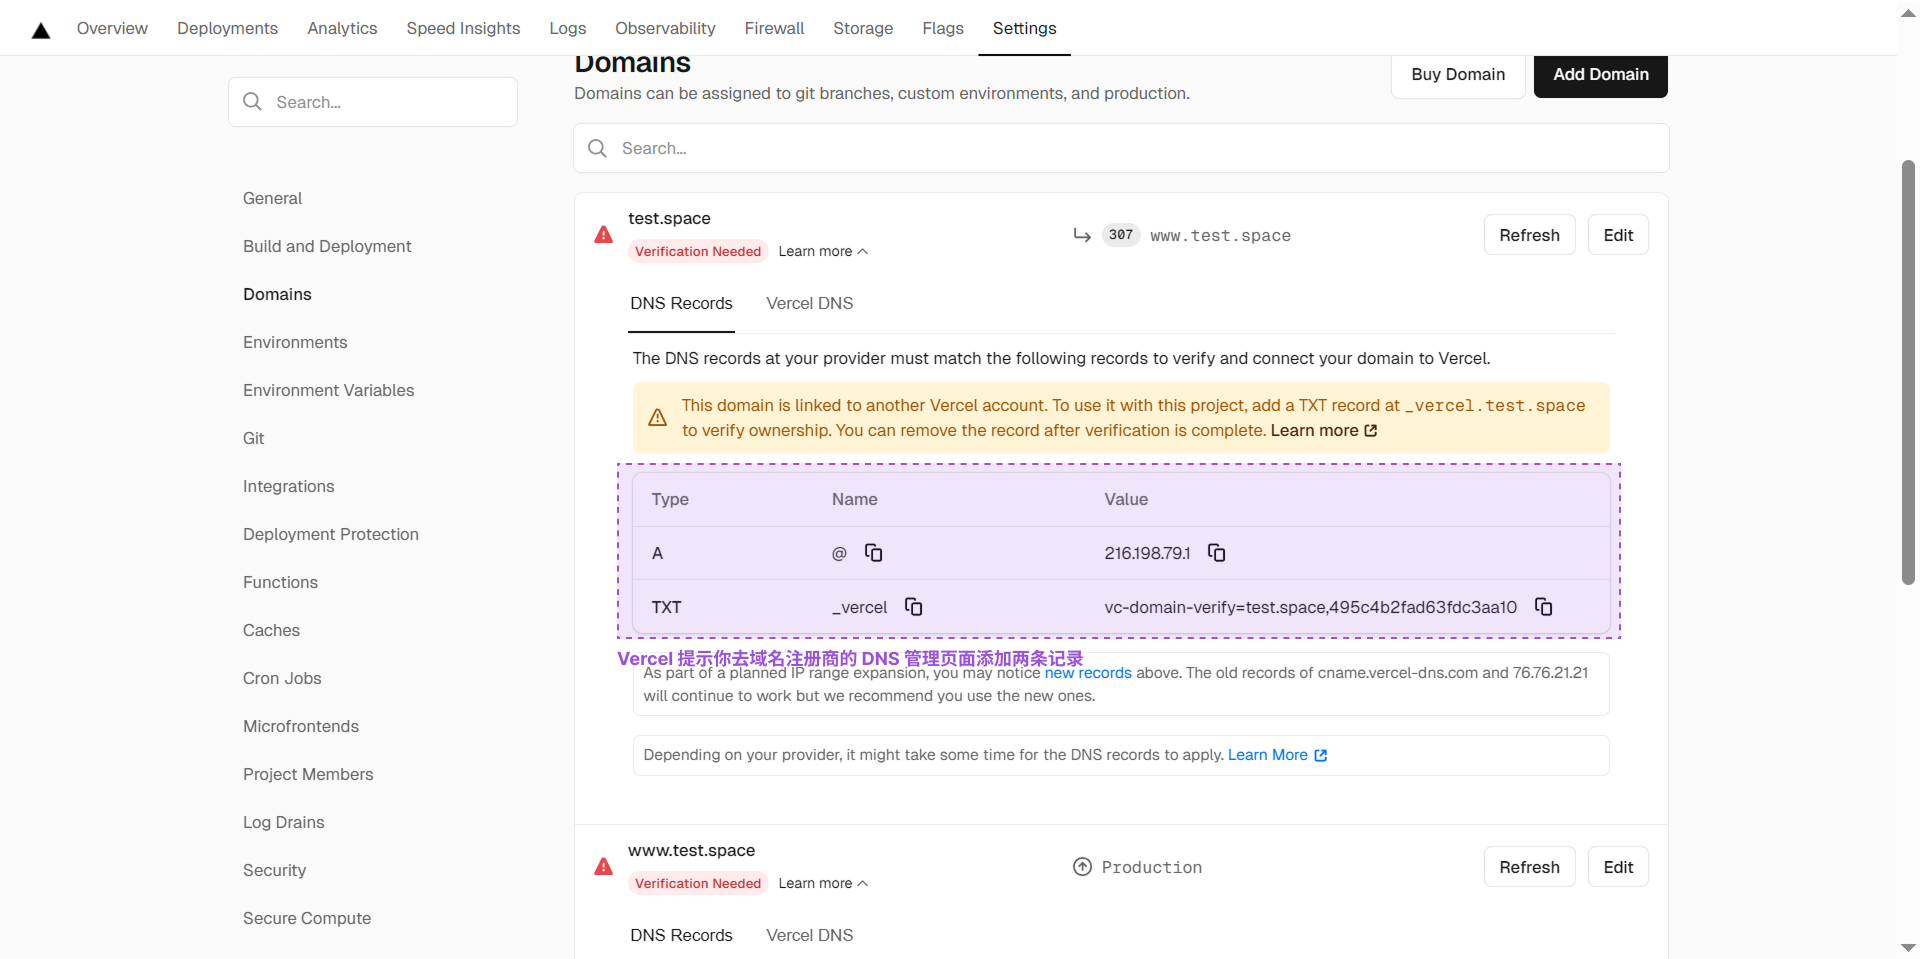 Overview Deployments Analytics Speed Insights Logs Observability Firewall Storage Flags Settings
Domains
Buy Domain Add Domain
Domains can be assigned to git branches, custom environments, and production.
Search...
Search...
General
Build and Deployment
Domains
Environments
Environment Variables
Git
Integrations
Deployment Protection
Functions
Caches
Cron Jobs
Microfrontends
Project Members
Log Drains
Security
Secure Compute
test.space
Verification Needed Learn more
307 www.test.space
Refresh Edit
DNS Records Vercel DNS
The DNS records at your provider must match the following records to verify and connect your domain to Vercel.
This domain is linked to another Vercel account. To use it with this project, add a TXT record at _vercel.test.space
to verify ownership. You can remove the record after verification is complete. Learn more
Type Name Value
A @ 216.198.79.1
TXT _vercel vc-domain-verify=test.space,495c4b2fad63fdc3aa10
Vercel 提示你去域名注册商的 DNS 管理页面添加两条记录
As part of a planned IP range expansion, you may notice new records above. The old records of cname.vercel-dns.com and 76.76.21.21
will continue to work but we recommend you use the new ones.
Depending on your provider, it might take some time for the DNS records to apply. Learn More
www.test.space
Verification Needed Learn more
Production
Refresh Edit
DNS Records Vercel DNS